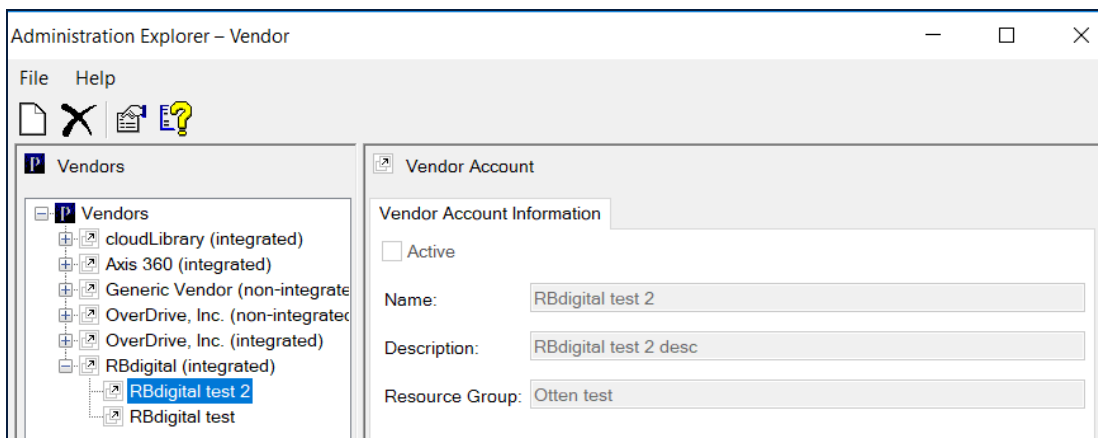 Administration Explorer – Vendor
File Help
Vendors
Vendors
cloudLibrary (integrated)
Axis 360 (integrated)
Generic Vendor (non-integrate
OverDrive, Inc. (non-integrated
OverDrive, Inc. (integrated)
RBdigital (integrated)
RBdigital test 2
RBdigital test
Vendor Account
Vendor Account Information
Active
Name: RBdigital test 2
Description: RBdigital test 2 desc
Resource Group: Otten test